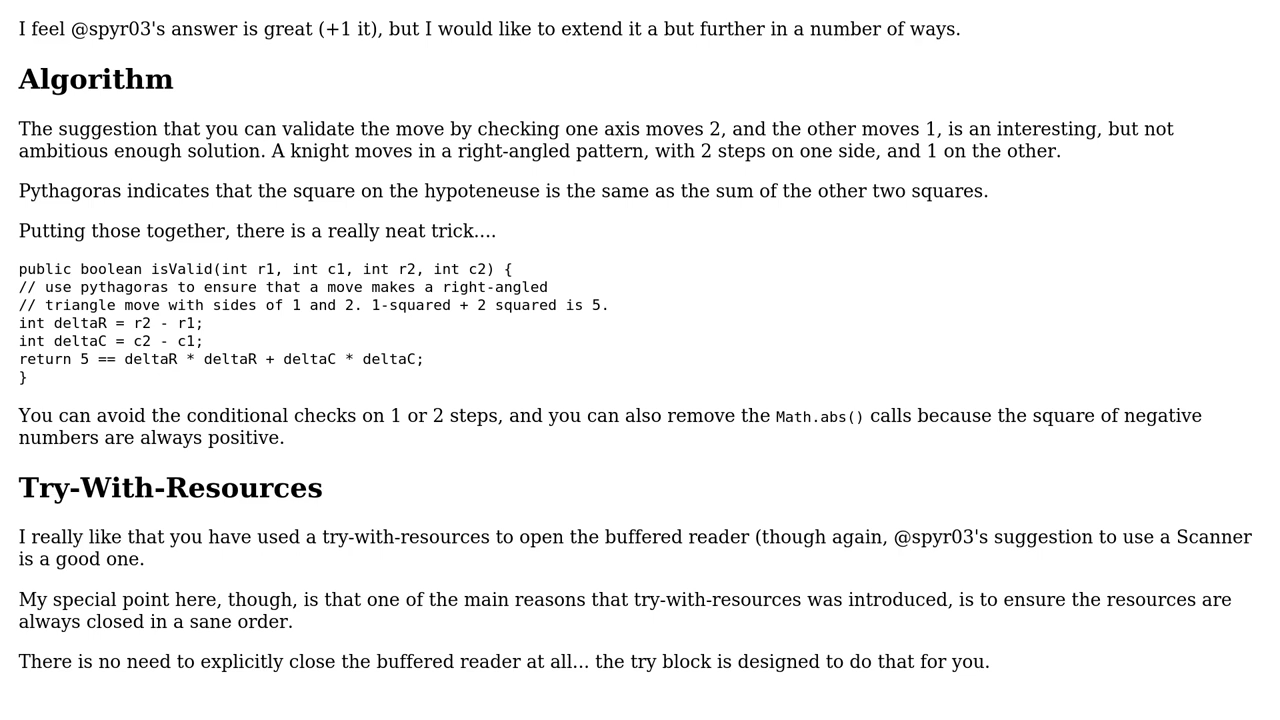 I feel @spyr03's answer is great (+1 it), but I would like to extend it a but further in a number of ways.
Algorithm
The suggestion that you can validate the move by checking one axis moves 2, and the other moves 1, is an interesting, but not
ambitious enough solution. A knight moves in a right-angled pattern, with 2 steps on one side, and 1 on the other.
Pythagoras indicates that the square on the hypoteneuse is the same as the sum of the other two squares.
Putting those together, there is a really neat trick....
public boolean isValid(int r1, int c1, int r2, int c2) {
// use pythagoras to ensure that a move makes a right-angled
// triangle move with sides of 1 and 2. 1-squared + 2 squared is 5.
int deltaR = r2 - r1;
int deltaC = c2 - c1;
return 5 == deltaR * deltaR + deltaC * deltaC;
}
You can avoid the conditional checks on 1 or 2 steps, and you can also remove the Math.abs() calls because the square of negative
numbers are always positive.
Try-With-Resources
I really like that you have used a try-with-resources to open the buffered reader (though again, @spyr03's suggestion to use a Scanner
is a good one.
My special point here, though, is that one of the main reasons that try-with-resources was introduced, is to ensure the resources are
always closed in a sane order.
There is no need to explicitly close the buffered reader at all... the try block is designed to do that for you.